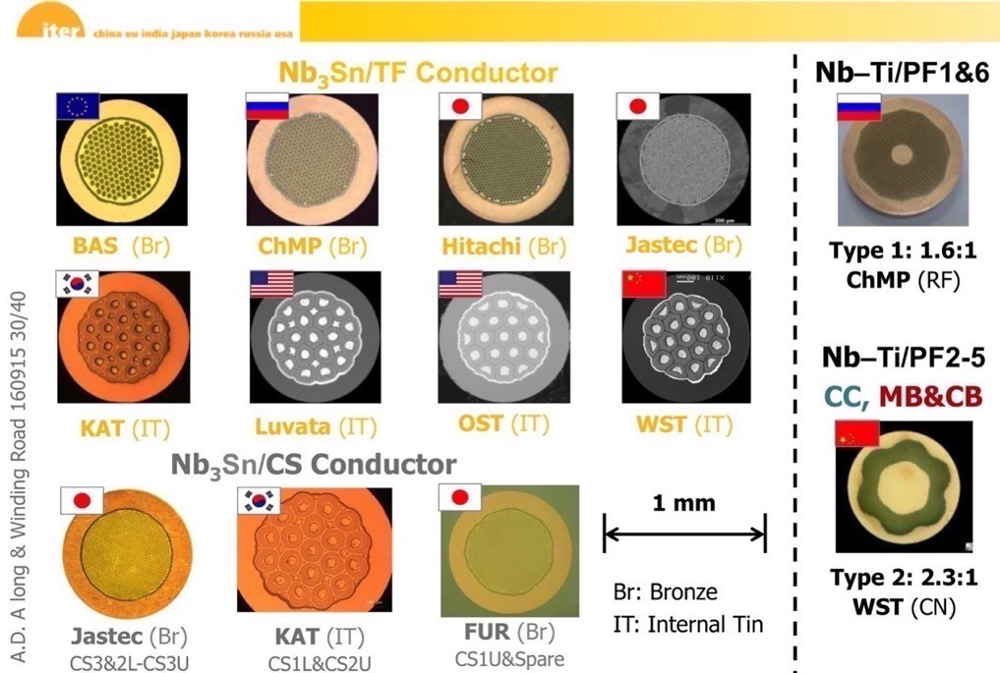 iter china eu india japan korea russia usa
Nb3Sn/TF Conductor
BAS (Br)
ChMP (Br)
Hitachi (Br)
Jastec (Br)
KAT (IT)
Luvata (IT)
OST (IT)
WST (IT)
Nb3Sn/CS Conductor
Jastec (Br)
CS3&2L-CS3U
KAT (IT)
CS1L&CS2U
FUR (Br)
CS1U&Spare
1 mm
Br: Bronze
IT: Internal Tin
Nb–Ti/PF1&6
Type 1: 1.6:1
ChMP (RF)
Nb–Ti/PF2-5
CC, MB&CB
Type 2: 2.3:1
WST (CN)
A.D. A long & Winding Road 160915 30/40